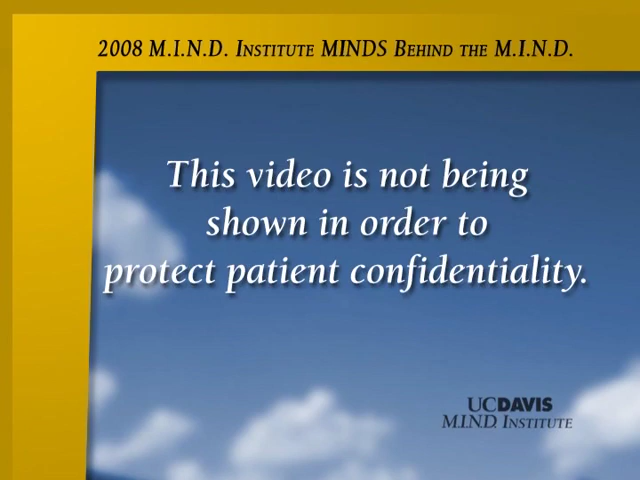 2008 M.I.N.D. Institute MINDS Behind the M.I.N.D.
This video is not being
shown in order to
protect patient confidentiality.
UCDAVIS
M.I.N.D. Institute